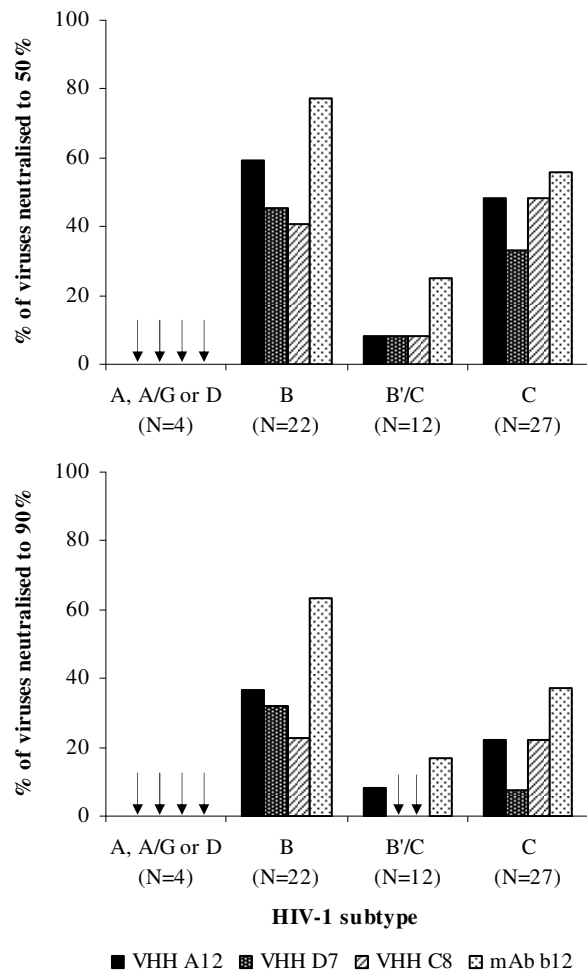 % of viruses neutralised to 50%
100
80
60
40
20
0
A, A/G or D B B'/C C
(N=4) (N=22) (N=12) (N=27)
% of viruses neutralised to 90%
100
80
60
40
20
0
A, A/G or D B B'/C C
(N=4) (N=22) (N=12) (N=27)
HIV-1 subtype
VHH A12 VHH D7 VHH C8 mAb b12